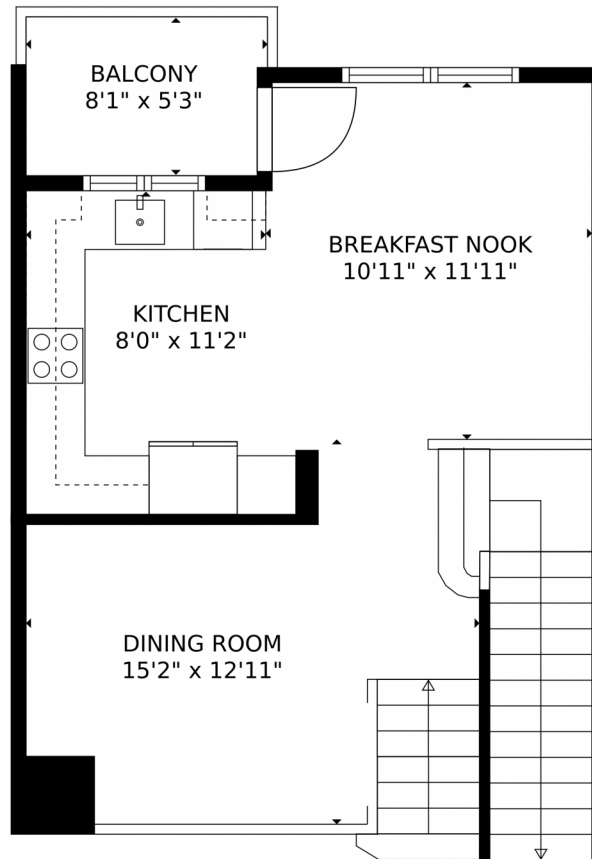 BALCONY
8'1" x 5'3"
BREAKFAST NOOK
10'11" x 11'11"
KITCHEN
8'0" x 11'2"
DINING ROOM
15'2" x 12'11"